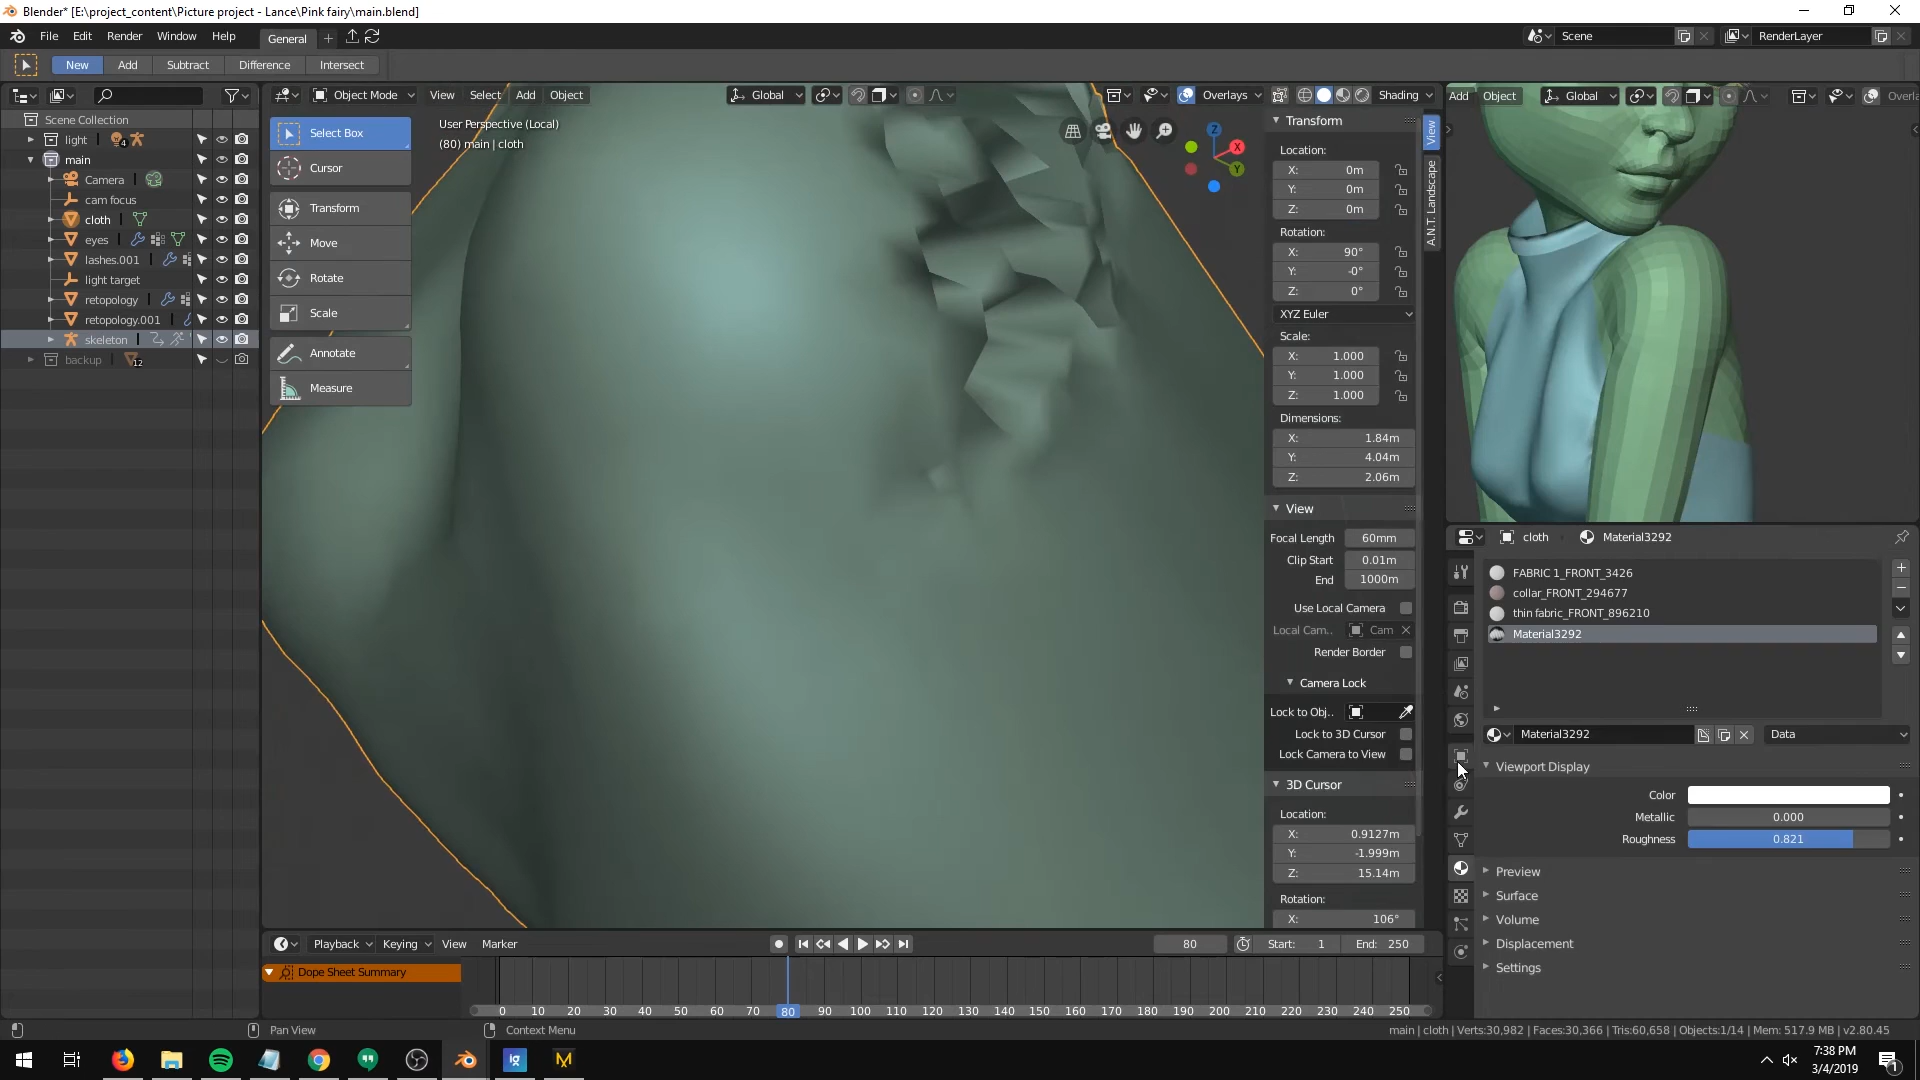 Blender* [E:\project_content\Picture project - Lance\Pink fairy\main.blend]
File Edit Render Window Help General Scene RenderLayer
New Add Subtract Difference Intersect
Object Mode View Select Add Object Global Overlays Shading Add Object Global
Scene Collection
light 4
main
Camera
cam focus
cloth
eyes
lashes.001
light target
retopology
retopology.001
skeleton
backup 12
Select Box
Cursor
Transform
Move
Rotate
Scale
Annotate
Measure
User Perspective (Local)
(80) main | cloth
Z
X
Y
Transform
Location:
X: 0m
Y: 0m
Z: 0m
Rotation:
X: 90°
Y: -0°
Z: 0°
XYZ Euler
Scale:
X: 1.000
Y: 1.000
Z: 1.000
Dimensions:
X: 1.84m
Y: 4.04m
Z: 2.06m
View
Focal Length 60mm
Clip Start 0.01m
End 1000m
Use Local Camera
Local Cam.. Cam
Render Border
Camera Lock
Lock to Obj..
Lock to 3D Cursor
Lock Camera to View
3D Cursor
Location:
X: 0.9127m
Y: -1.999m
Z: 15.14m
Rotation:
X: 106°
View
A.N.T. Landscape
cloth Material3292
FABRIC 1_FRONT_3426
collar_FRONT_294677
thin fabric_FRONT_896210
Material3292
Material3292 Data
Viewport Display
Color
Metallic 0.000
Roughness 0.821
Preview
Surface
Volume
Displacement
Settings
Playback Keying View Marker 80 Start: 1 End: 250
Dope Sheet Summary
0 10 20 30 40 50 60 70 80 90 100 110 120 130 140 150 160 170 180 190 200 210 220 230 240 250
Pan View Context Menu main | cloth | Verts:30,982 | Faces:30,366 | Tris:60,658 | Objects:1/14 | Mem: 517.9 MB | v2.80.45
7:38 PM
3/4/2019
1